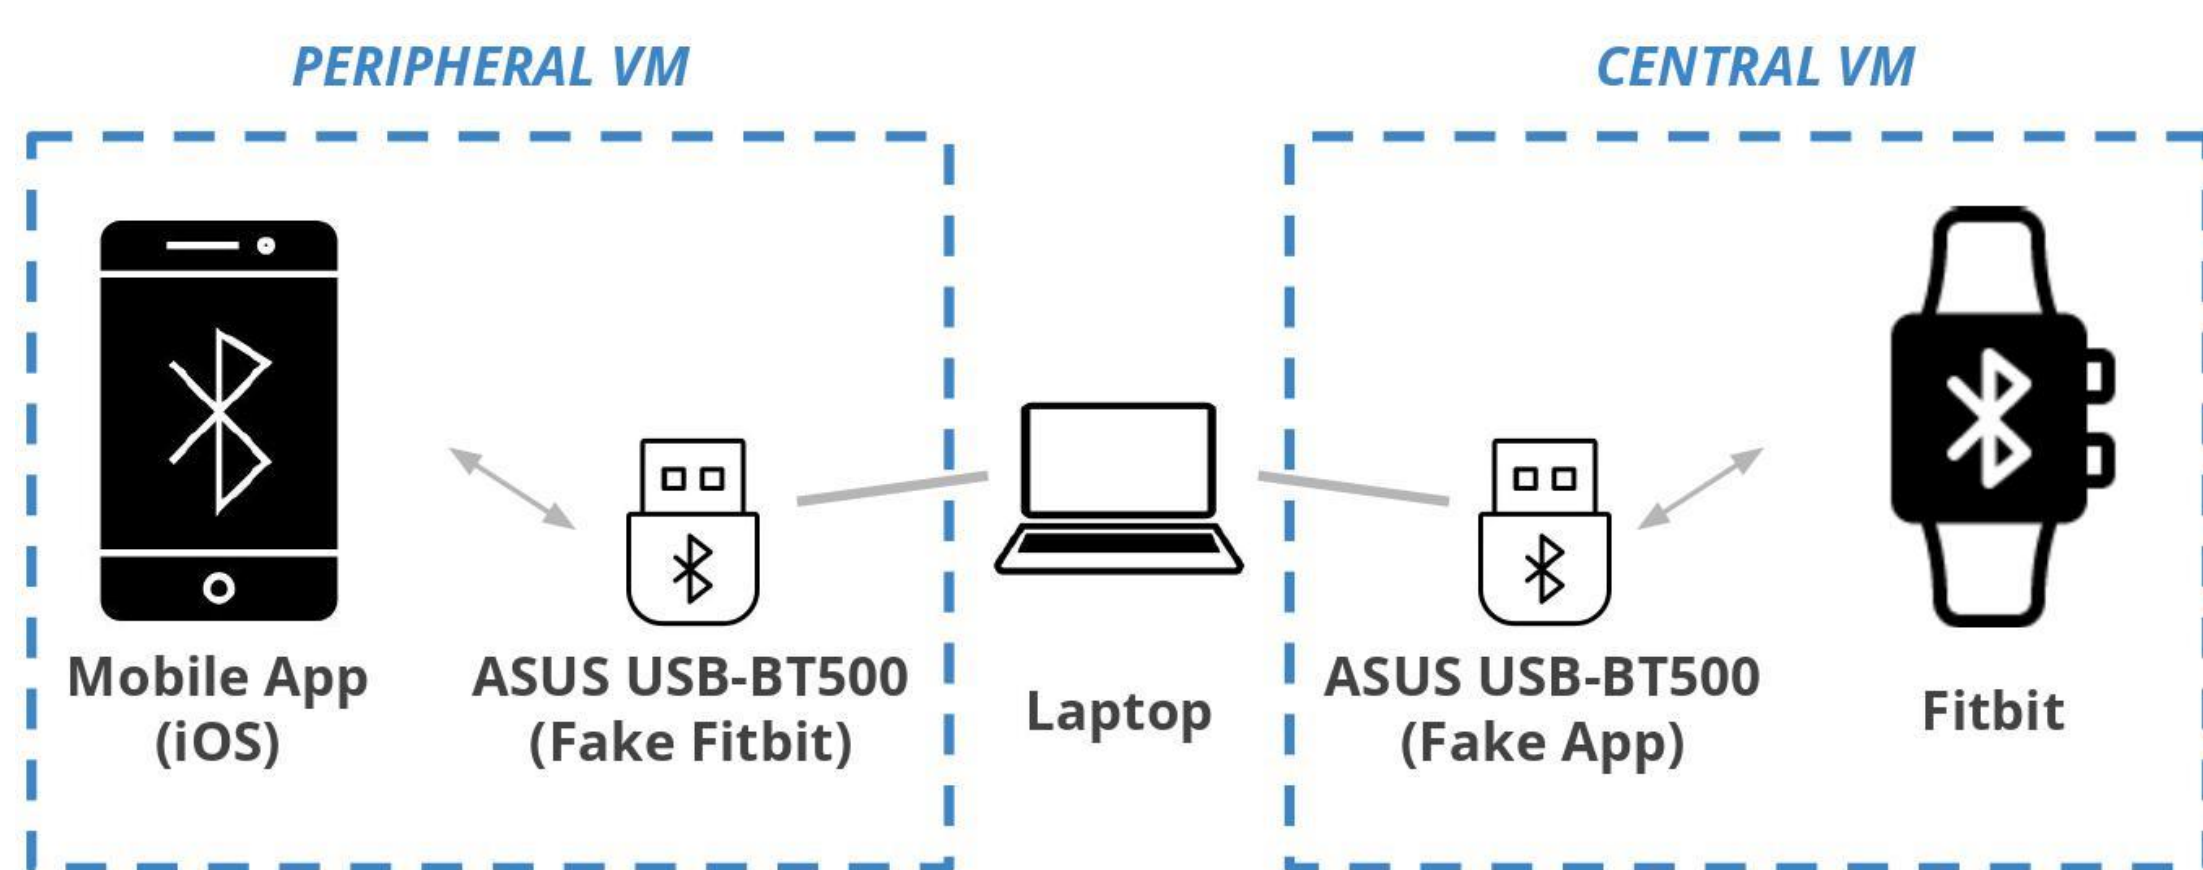 PERIPHERAL VM
CENTRAL VM
Mobile App
(iOS)
ASUS USB-BT500
(Fake Fitbit)
Laptop
ASUS USB-BT500
(Fake App)
Fitbit